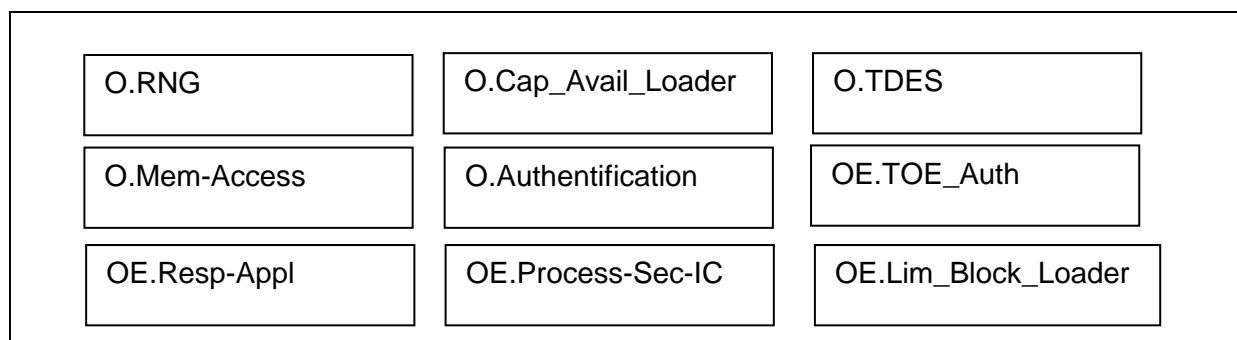 O.RNG
O.Cap_Avail_Loader
O.TDES
O.Mem-Access
O.Authentification
OE.TOE_Auth
OE.Resp-Appl
OE.Process-Sec-IC
OE.Lim_Block_Loader